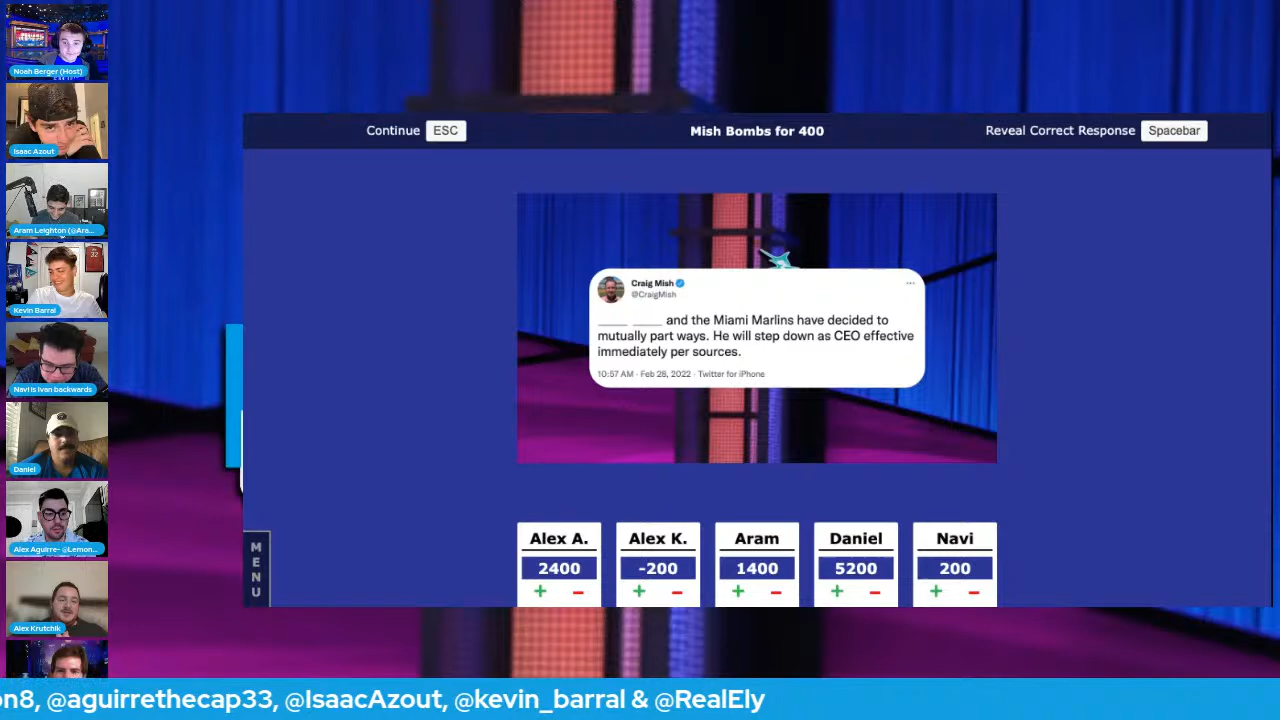 Noah Berger (Host)
Isaac Azout
Aram Leighton (@Ara...
Kevin Barral
Navi is Ivan backwards
Daniel
Alex Aguirre- @Lemon...
Alex Krutchik
Continue ESC
Mish Bombs for 400
Reveal Correct Response Spacebar
Craig Mish
@CraigMish
_____ _____ and the Miami Marlins have decided to
mutually part ways. He will step down as CEO effective
immediately per sources.
10:57 AM · Feb 28, 2022 · Twitter for iPhone
MENU
Alex A. Alex K. Aram Daniel Navi
2400 -200 1400 5200 200
+ - + - + - + - + -
on8, @aguirrethecap33, @IsaacAzout, @kevin_barral & @RealEly